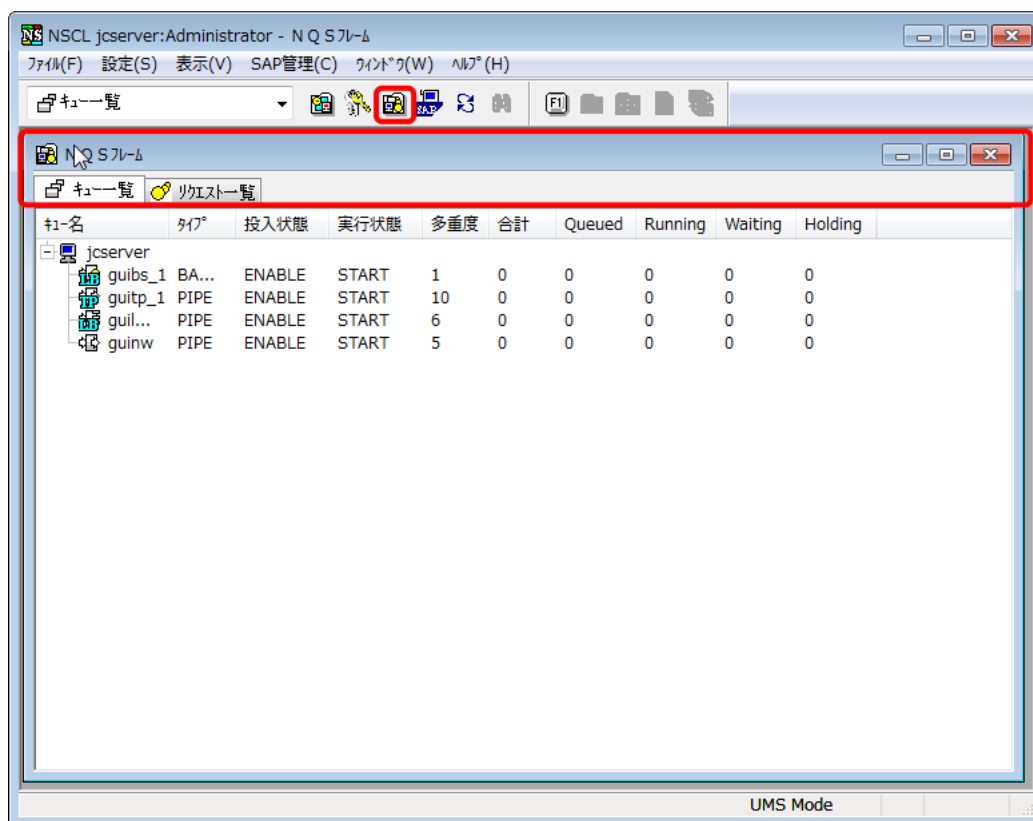 NSCL jcserver:Administrator - ＮＱＳﾌﾚｰﾑ
ﾌｧｲﾙ(F) 設定(S) 表示(V) SAP管理(C) ｳｨﾝﾄﾞｳ(W) ﾍﾙﾌﾟ(H)
ｷｭｰ一覧
SAP
F1
ＮＱＳﾌﾚｰﾑ
ｷｭｰ一覧 ﾘｸｴｽﾄ一覧
ｷｭｰ名 ﾀｲﾌﾟ 投入状態 実行状態 多重度 合計 Queued Running Waiting Holding
jcserver
guibs_1 BA... ENABLE START 1 0 0 0 0 0
guitp_1 PIPE ENABLE START 10 0 0 0 0 0
guil... PIPE ENABLE START 6 0 0 0 0 0
guinw PIPE ENABLE START 5 0 0 0 0 0
UMS Mode